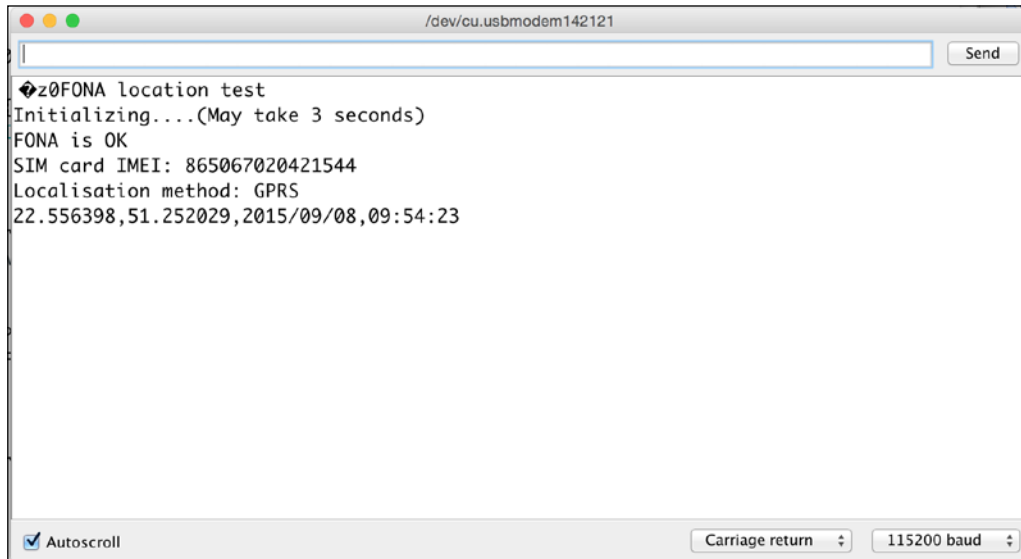 /dev/cu.usbmodem142121
Send
�z0FONA location test
Initializing....(May take 3 seconds)
FONA is OK
SIM card IMEI: 865067020421544
Localisation method: GPRS
22.556398,51.252029,2015/09/08,09:54:23
Autoscroll
Carriage return
115200 baud